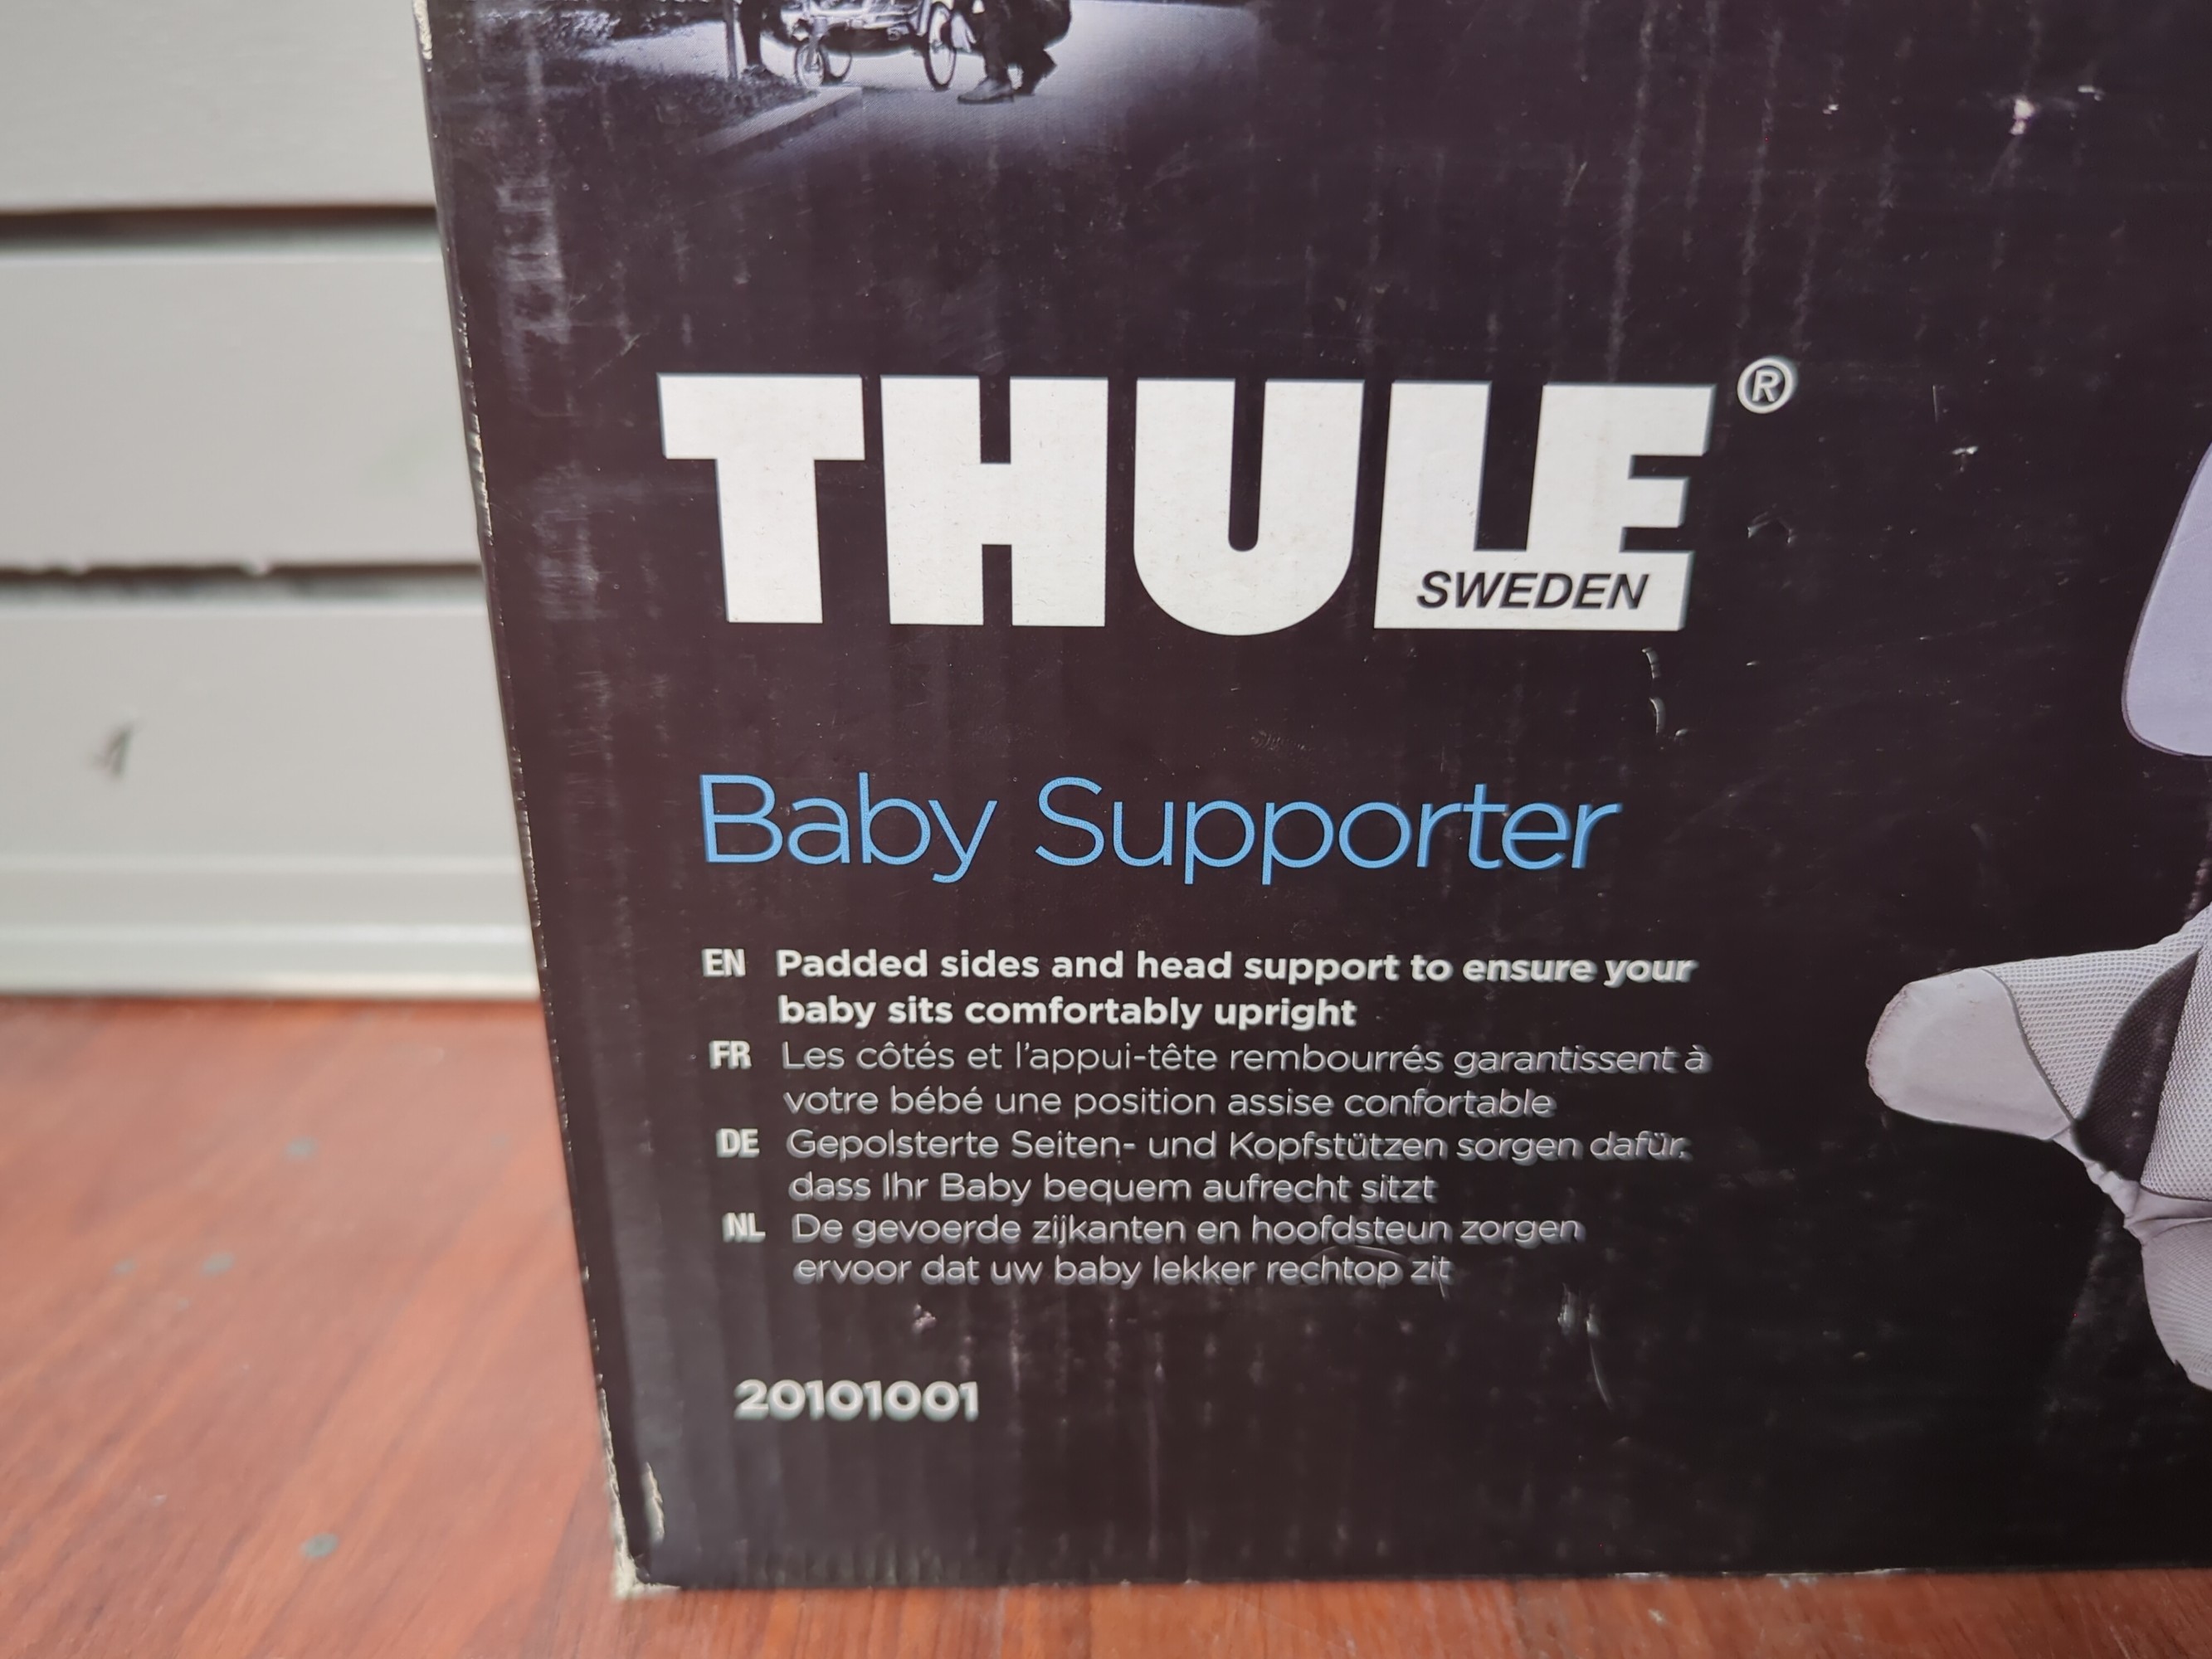 THULE®
SWEDEN
Baby Supporter
EN Padded sides and head support to ensure your
baby sits comfortably upright
FR Les côtés et l'appui-tête rembourrés garantissent à
votre bébé une position assise confortable
DE Gepolsterte Seiten- und Kopfstützen sorgen dafür,
dass Ihr Baby bequem aufrecht sitzt
NL De gevoerde zijkanten en hoofdsteun zorgen
ervoor dat uw baby lekker rechtop zit
20101001